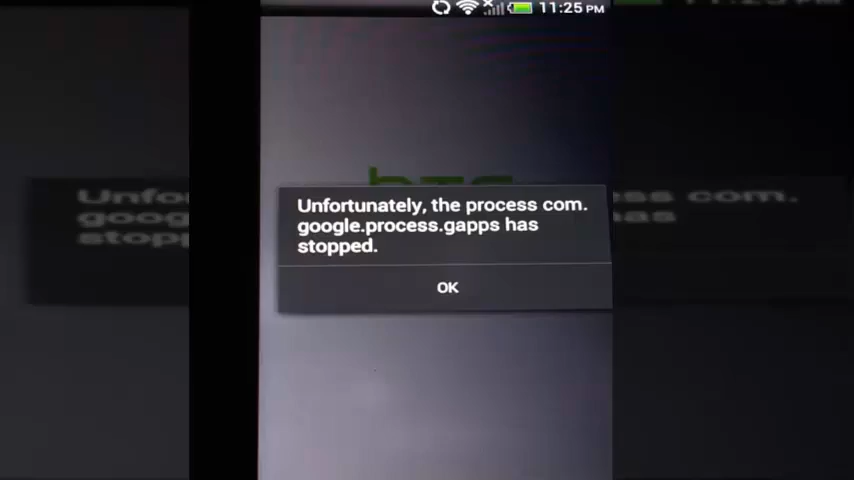 11:25 PM
Unfortunately, the process com.
google.process.gapps has
stopped.
OK